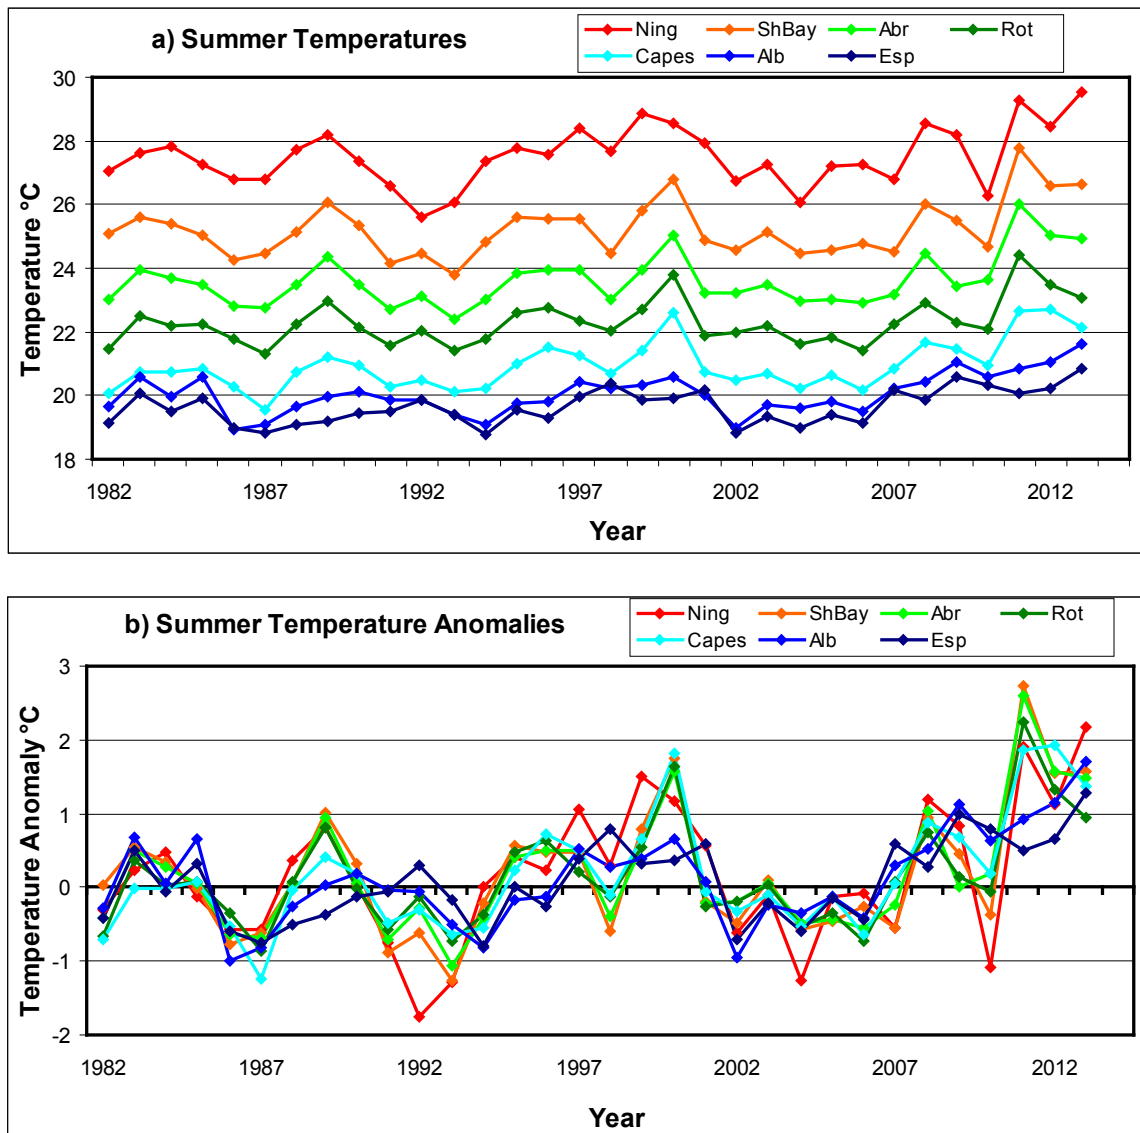 a) Summer Temperatures
Ning ShBay Abr Rot
Capes Alb Esp
30
28
26
24
22
20
18
Temperature °C
1982 1987 1992 1997 2002 2007 2012
Year
b) Summer Temperature Anomalies
Ning ShBay Abr Rot
Capes Alb Esp
3
2
1
0
-1
-2
Temperature Anomaly °C
1982 1987 1992 1997 2002 2007 2012
Year